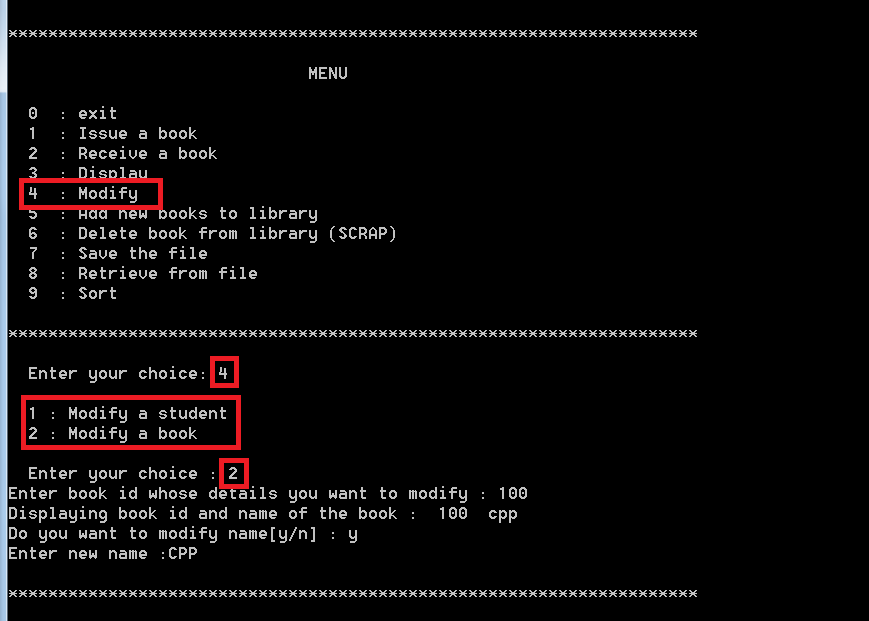 *********************************************************************
MENU
0 : exit
1 : Issue a book
2 : Receive a book
3 : Display
4 : Modify
5 : Add new books to library
6 : Delete book from library (SCRAP)
7 : Save the file
8 : Retrieve from file
9 : Sort
*********************************************************************
Enter your choice: 4
1 : Modify a student
2 : Modify a book
Enter your choice : 2
Enter book id whose details you want to modify : 100
Displaying book id and name of the book :  100  cpp
Do you want to modify name[y/n] : y
Enter new name :CPP
*********************************************************************